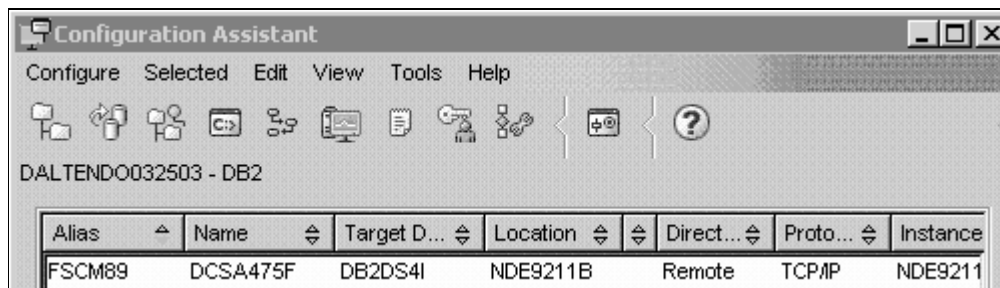 Configuration Assistant
Configure Selected Edit View Tools Help
DALTENDO032503 - DB2
Alias Name Target D... Location Direct... Proto... Instance
FSCM89 DCSA475F DB2DS4I NDE9211B Remote TCP/IP NDE9211